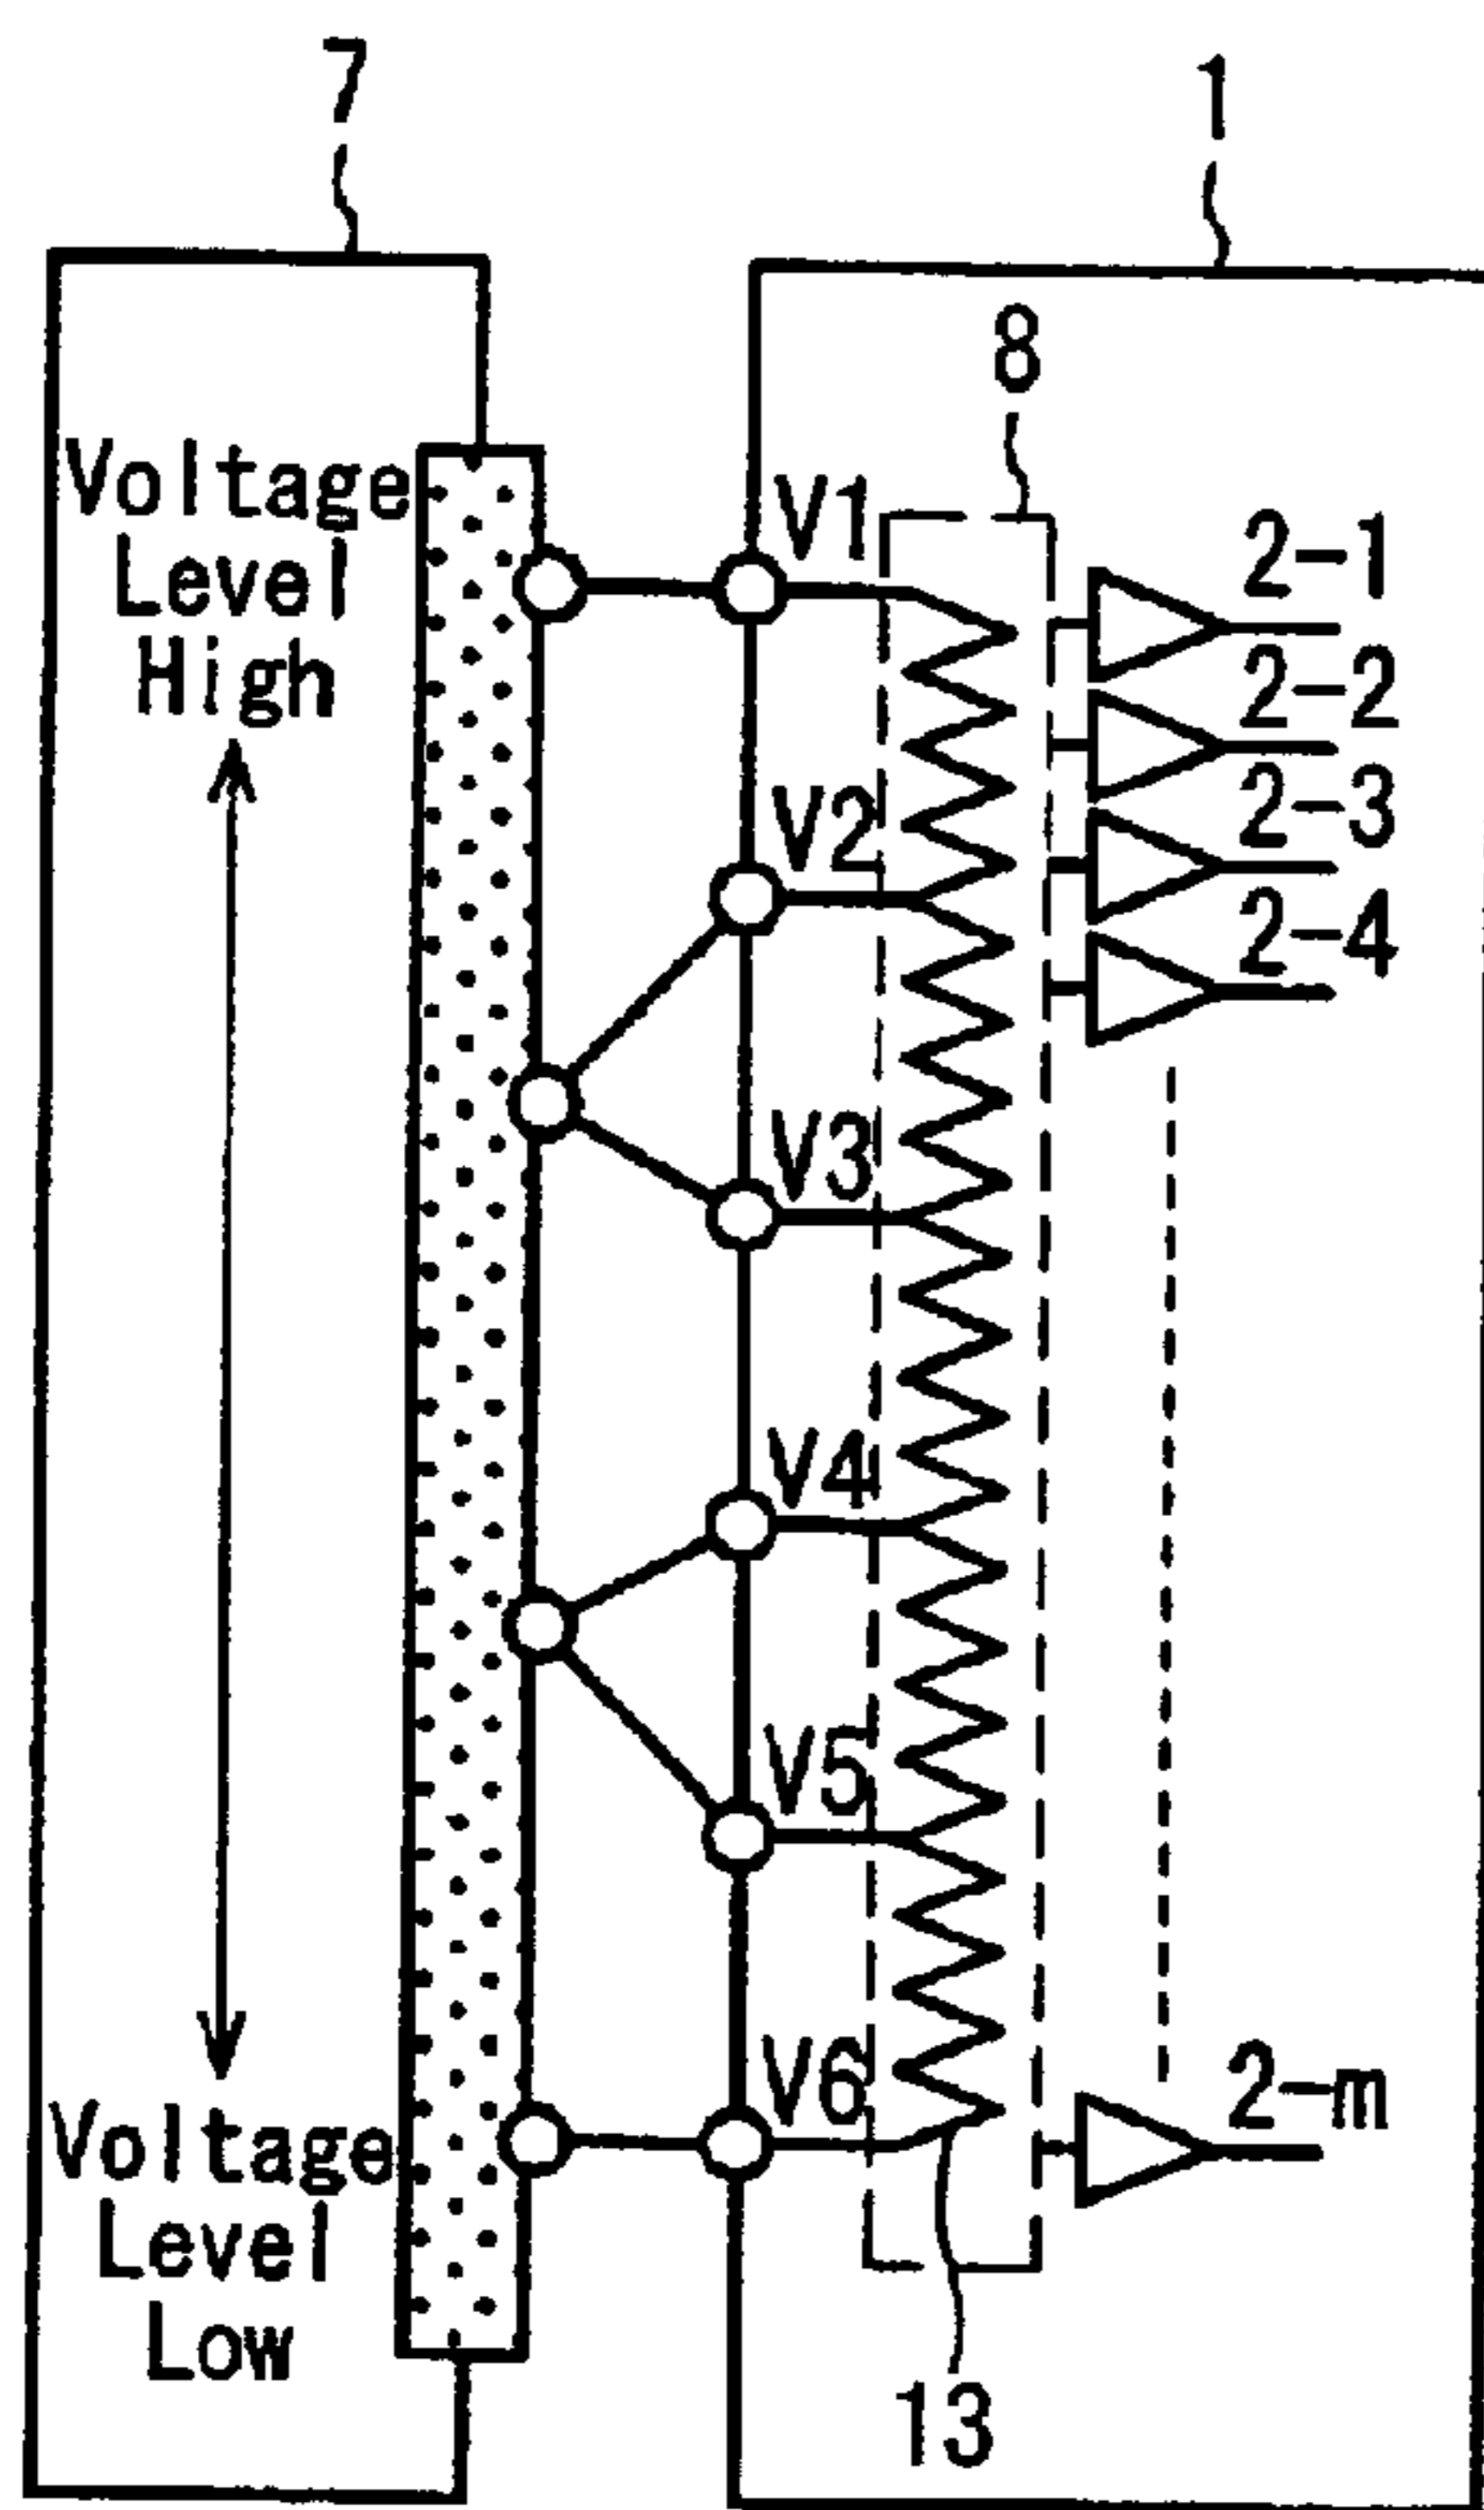 7
1
8
Voltage
Level
High
V1
2-1
2-2
V2
2-3
2-4
V3
V4
V5
V6
2-m
Voltage
Level
Low
13